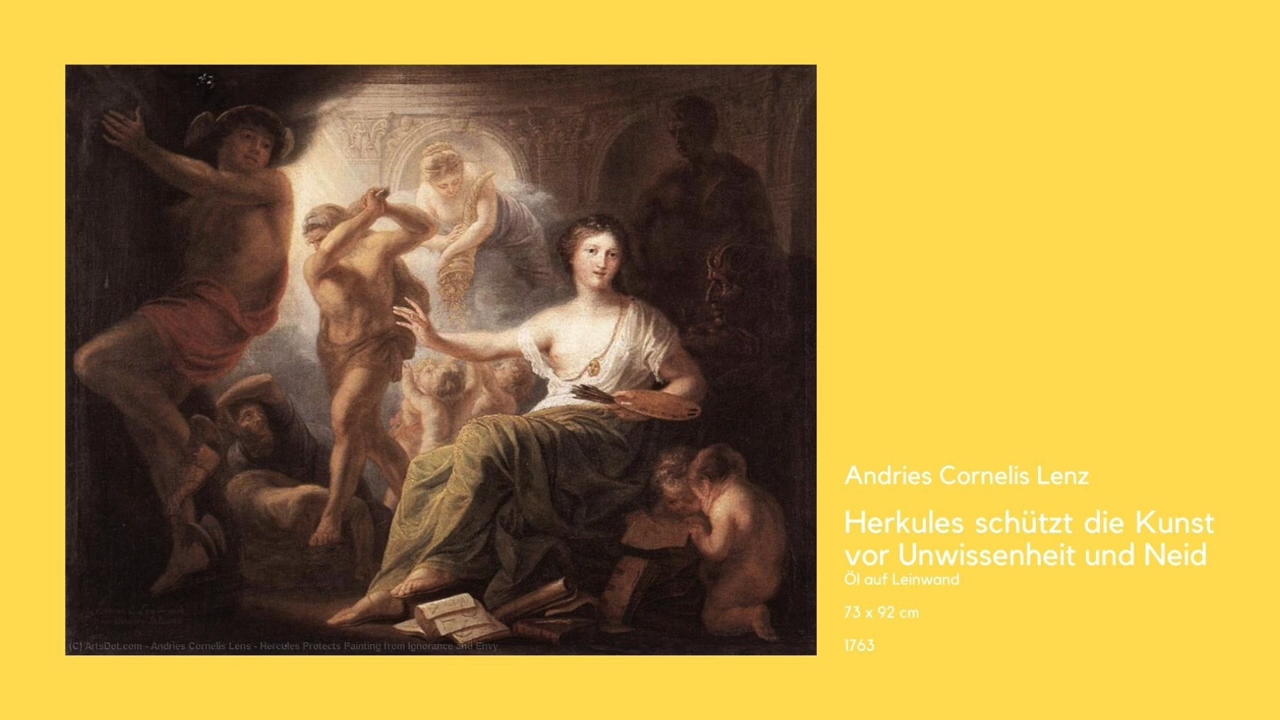 Andries Cornelis Lenz
Herkules schützt die Kunst
vor Unwissenheit und Neid
Öl auf Leinwand
73 x 92 cm
1763
(C) ArtsDot.com - Andries Cornelis Lens - Hercules Protects Painting from Ignorance and Envy